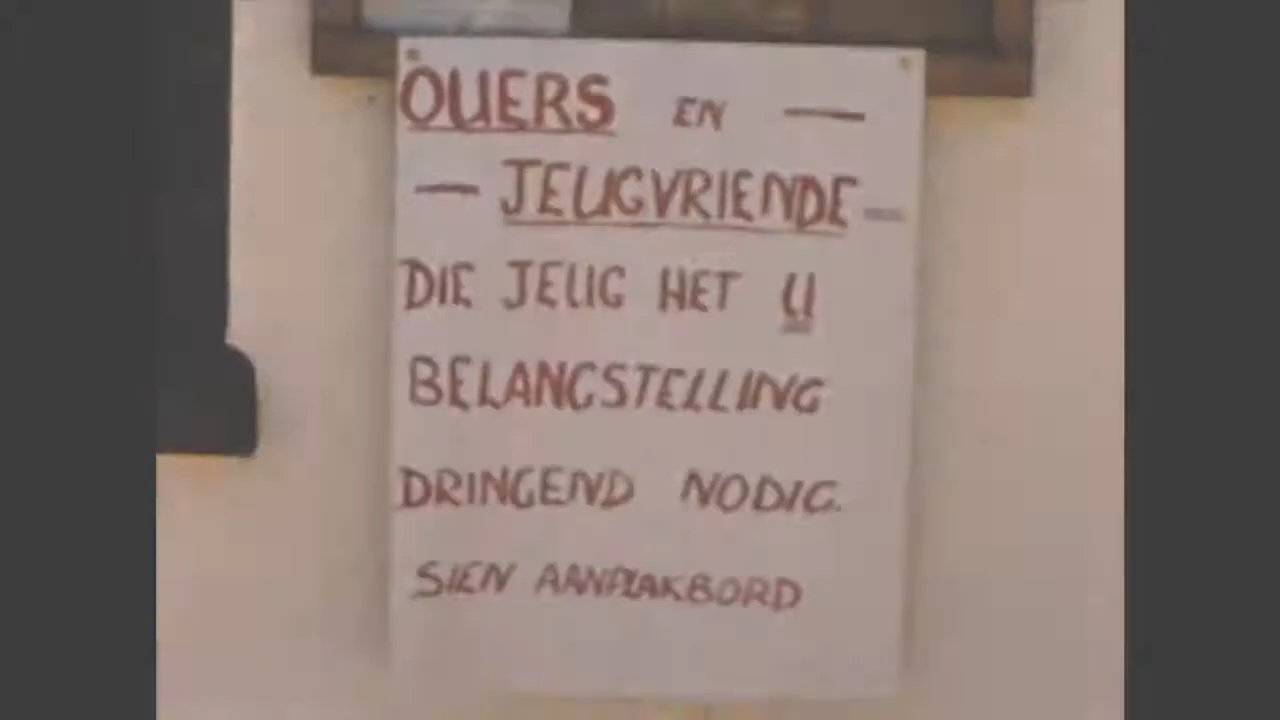 OUERS EN —
— JEUGVRIENDE —
DIE JEUG HET U
BELANGSTELLING
DRINGEND NODIG.
SIEN AANPLAKBORD